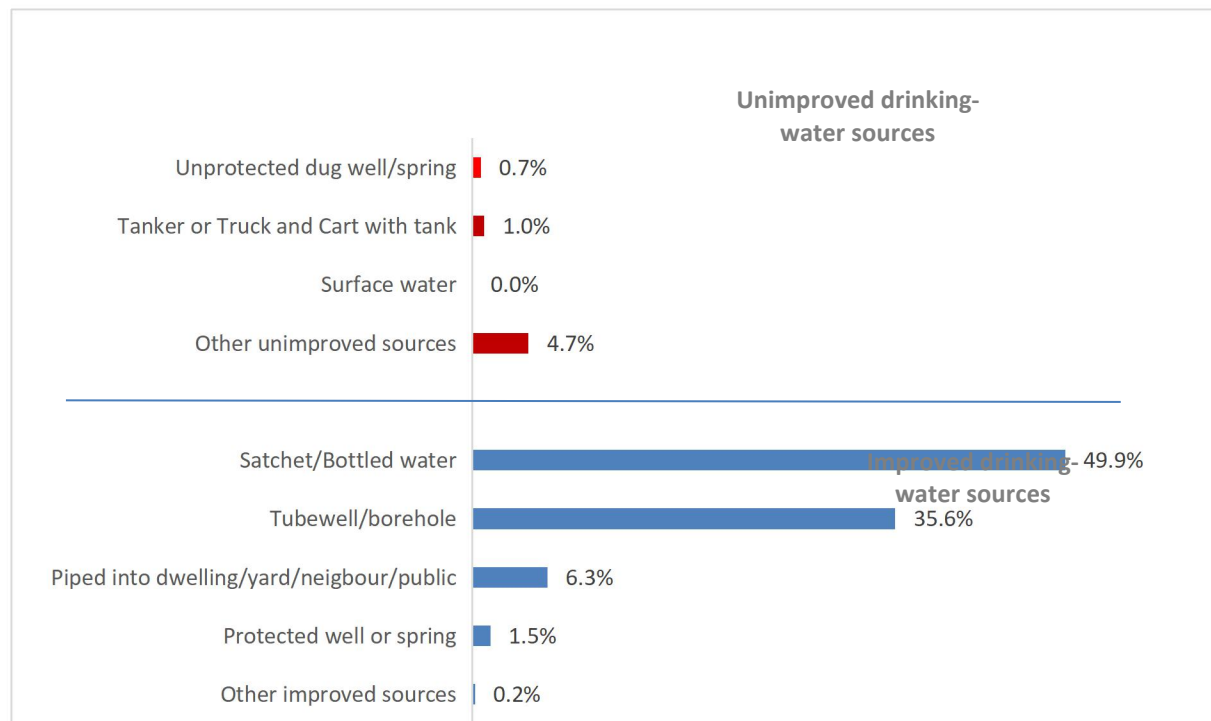 Unimproved drinking-
water sources
Unprotected dug well/spring 0.7%
Tanker or Truck and Cart with tank 1.0%
Surface water 0.0%
Other unimproved sources 4.7%
Satchet/Bottled water 49.9%
Improved drinking-
water sources
Tubewell/borehole 35.6%
Piped into dwelling/yard/neigbour/public 6.3%
Protected well or spring 1.5%
Other improved sources 0.2%